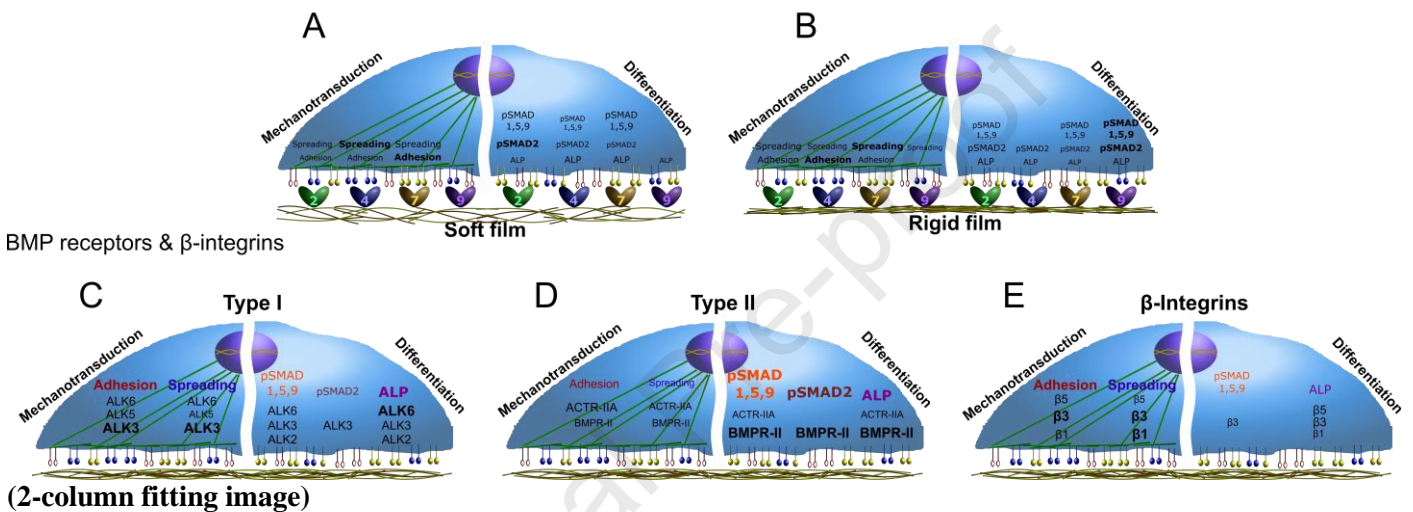 A
B
Mechanotransduction
Differentiation
pSMAD pSMAD pSMAD
1,5,9 1,5,9 1,5,9
Spreading Spreading Spreading pSMAD2 pSMAD2 pSMAD2
Adhesion Adhesion Adhesion ALP ALP ALP ALP
2 4 7 9 2 4 7 9
Soft film
Mechanotransduction
Differentiation
pSMAD pSMAD pSMAD
1,5,9 1,5,9 1,5,9
Spreading Spreading Spreading Spreading pSMAD2 pSMAD2 pSMAD2 pSMAD2
Adhesion Adhesion Adhesion ALP ALP ALP ALP
2 4 7 9 2 4 7 9
Rigid film
BMP receptors & β-integrins
C
Type I
Mechanotransduction
Differentiation
Adhesion Spreading
ALK6 ALK6
ALK5 ALK5
ALK3 ALK3
pSMAD
1,5,9 pSMAD2 ALP
ALK6 ALK6
ALK3 ALK3 ALK3
ALK2 ALK2
D
Type II
Mechanotransduction
Differentiation
Adhesion Spreading
ACTR-IIA ACTR-IIA
BMPR-II BMPR-II
pSMAD
1,5,9 pSMAD2 ALP
ACTR-IIA ACTR-IIA
BMPR-II BMPR-II BMPR-II
E
β-Integrins
Mechanotransduction
Differentiation
Adhesion Spreading
β5 β5
β3 β3
β1 β1
pSMAD
1,5,9 ALP
β5
β3 β3
β1
(2-column fitting image)